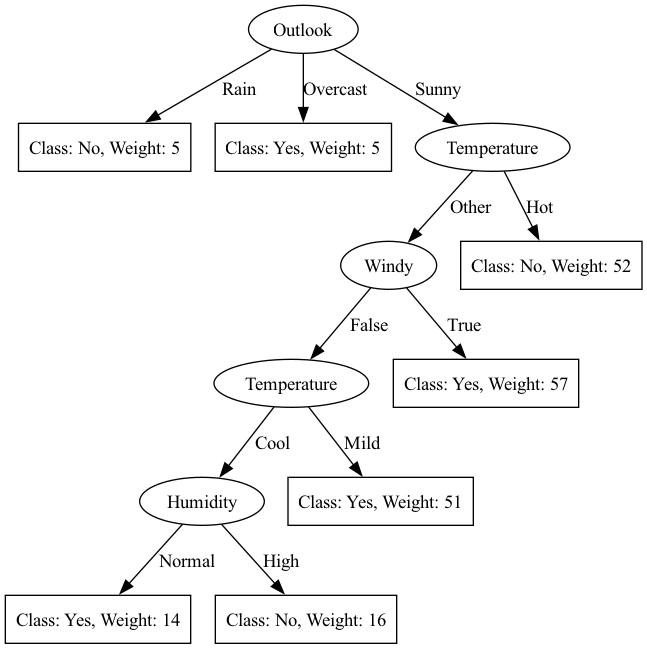 Outlook
Rain
Overcast
Sunny
Class: No, Weight: 5
Class: Yes, Weight: 5
Temperature
Other
Hot
Windy
Class: No, Weight: 52
False
True
Temperature
Class: Yes, Weight: 57
Cool
Mild
Humidity
Class: Yes, Weight: 51
Normal
High
Class: Yes, Weight: 14
Class: No, Weight: 16